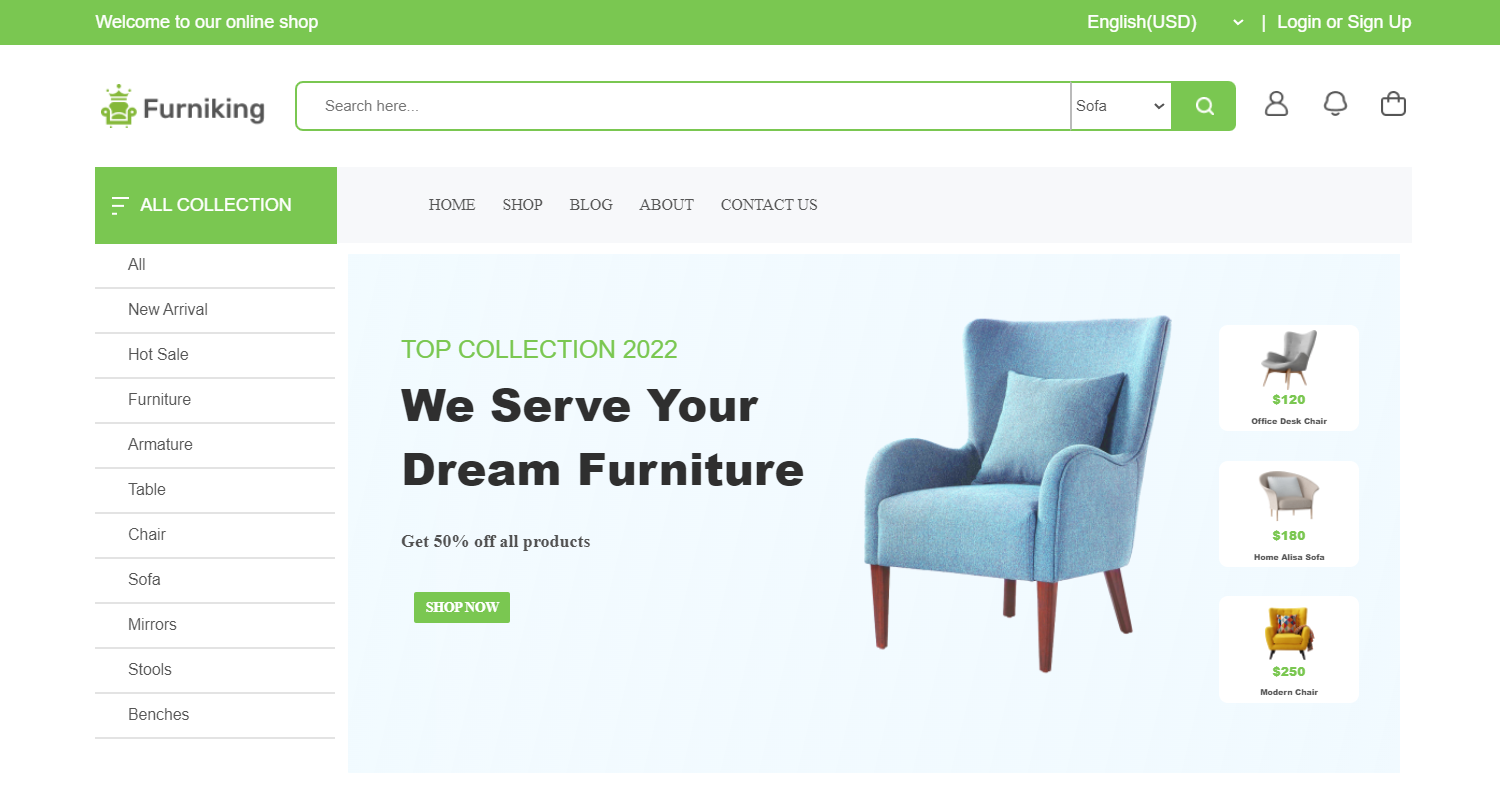 Welcome to our online shop
English(USD) | Login or Sign Up
Furniking
Search here...
Sofa
ALL COLLECTION
HOME SHOP BLOG ABOUT CONTACT US
All
New Arrival
Hot Sale
Furniture
Armature
Table
Chair
Sofa
Mirrors
Stools
Benches
TOP COLLECTION 2022
We Serve Your
Dream Furniture
Get 50% off all products
SHOP NOW
$120
Office Desk Chair
$180
Home Alisa Sofa
$250
Modern Chair